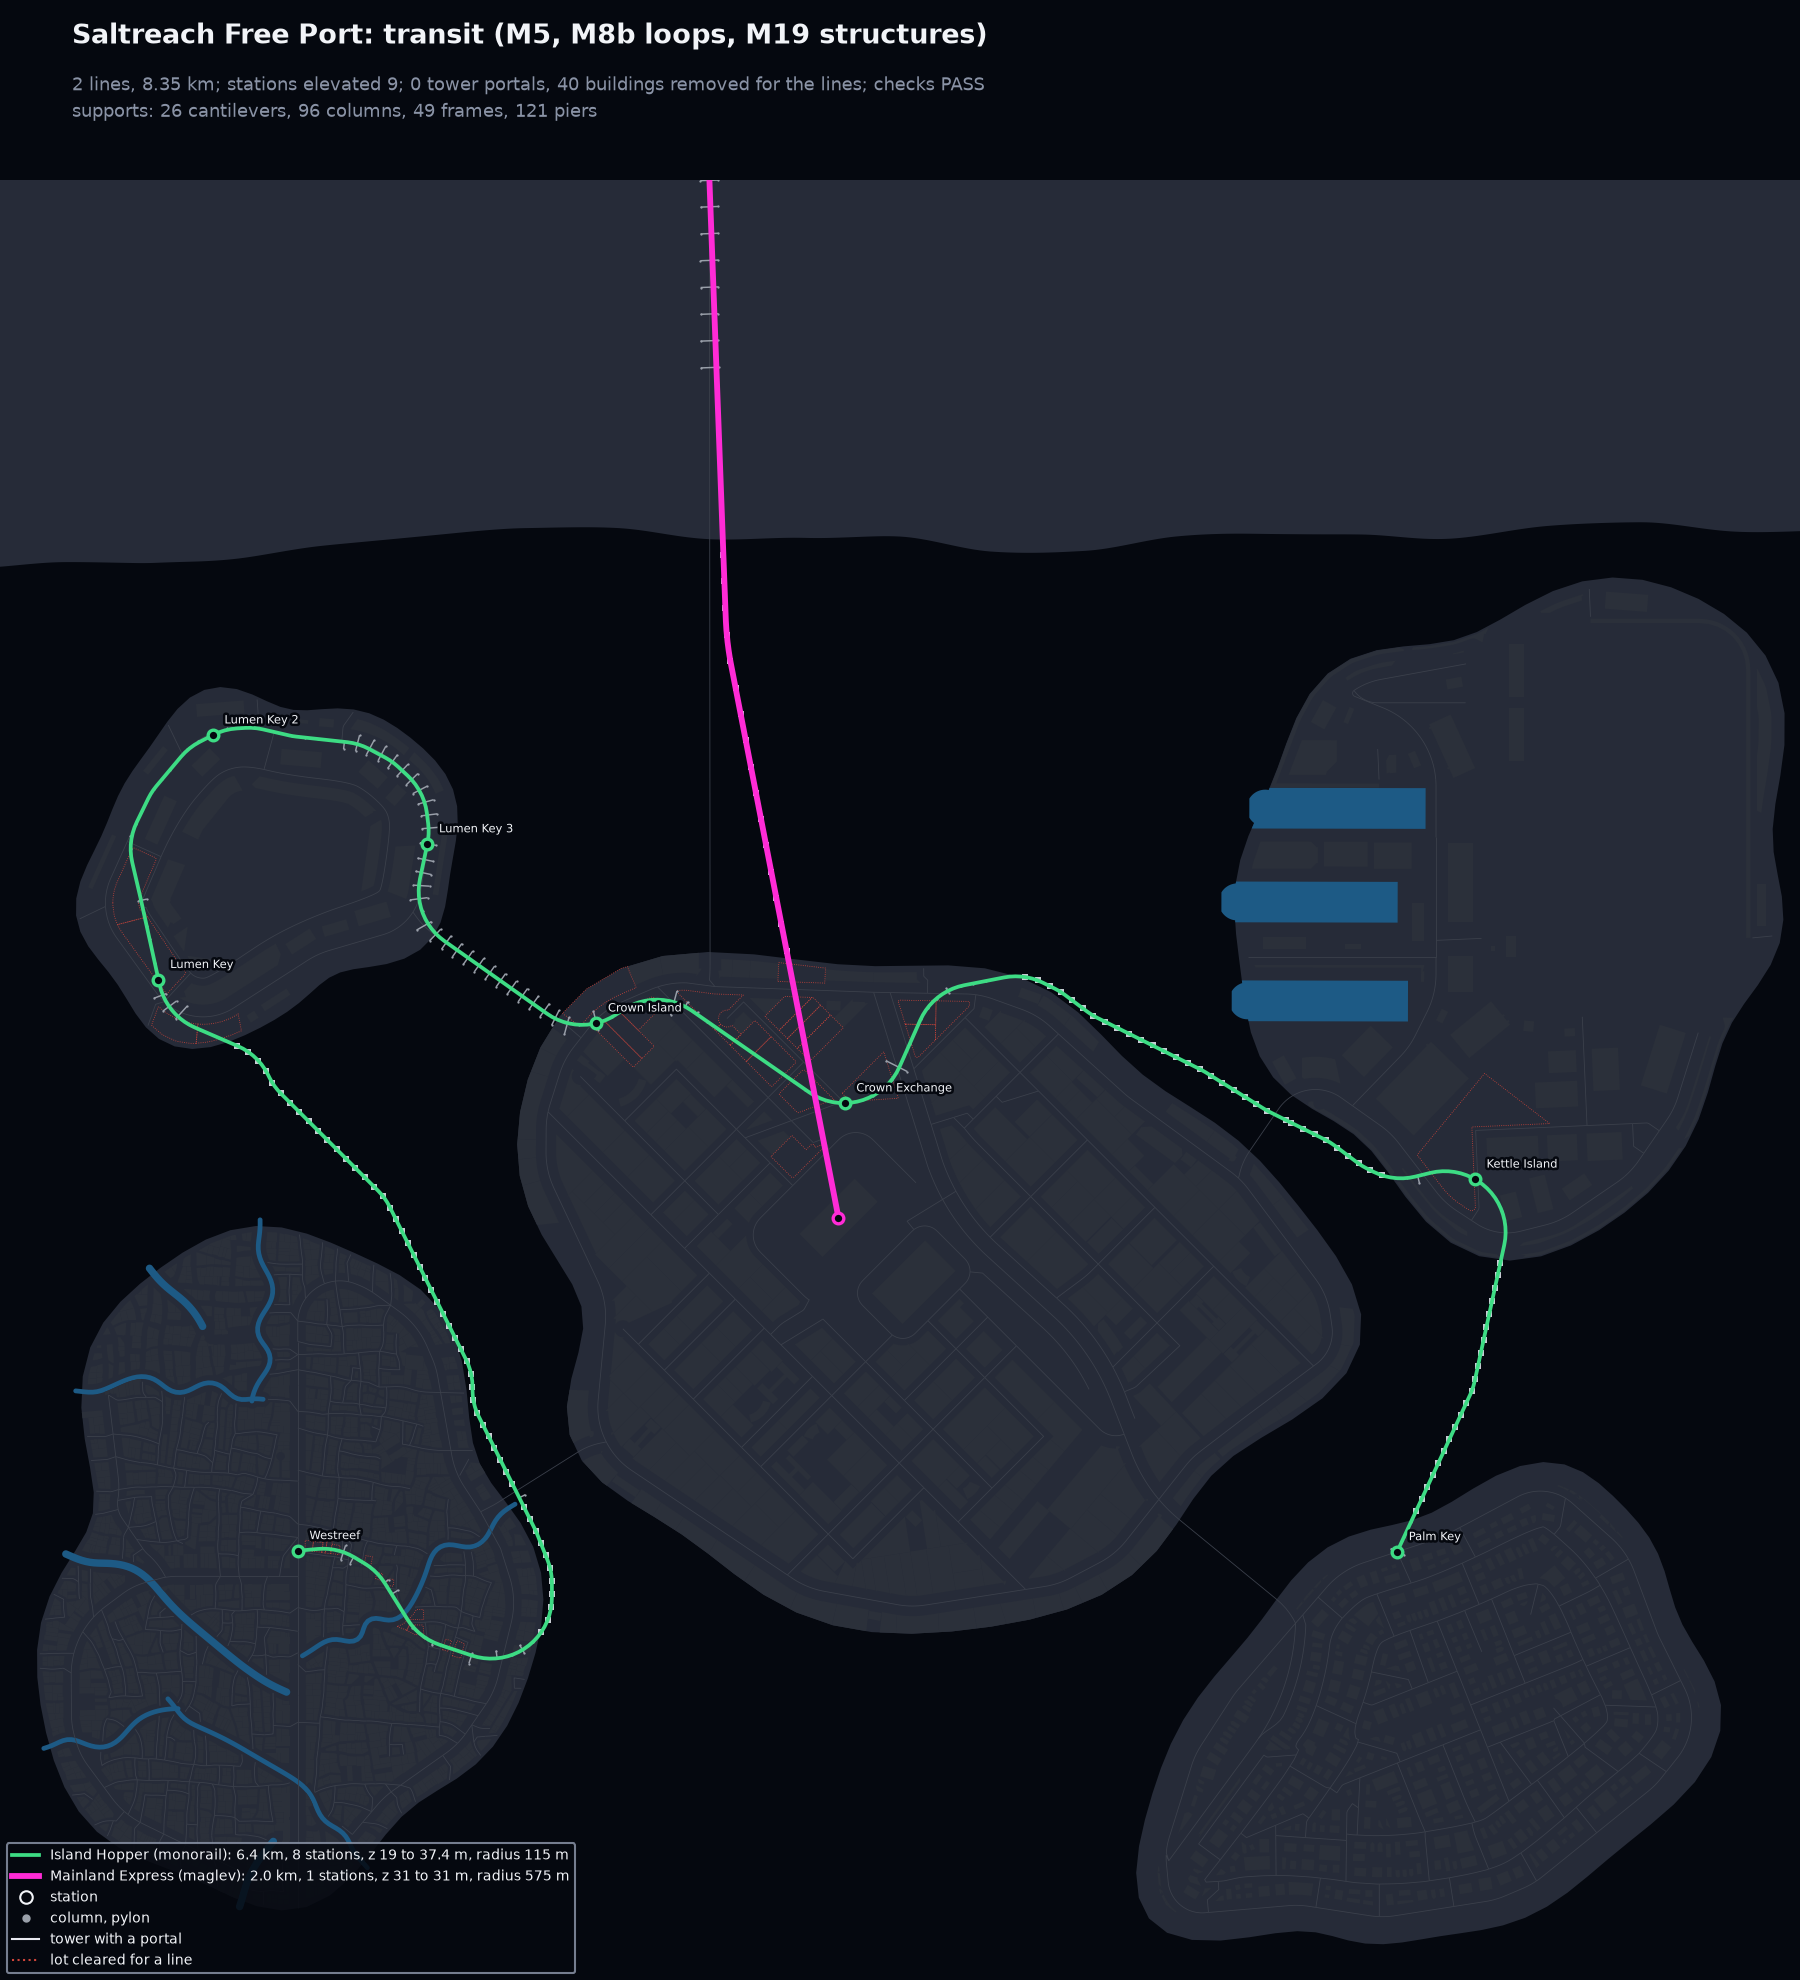 Saltreach Free Port: transit (M5, M8b loops, M19 structures)
2 lines, 8.35 km; stations elevated 9; 0 tower portals, 40 buildings removed for the lines; checks PASS
supports: 26 cantilevers, 96 columns, 49 frames, 121 piers
Lumen Key 2
Lumen Key 3
Lumen Key
Crown Island
Crown Exchange
Kettle Island
Westreef
Palm Key
Island Hopper (monorail): 6.4 km, 8 stations, z 19 to 37.4 m, radius 115 m
Mainland Express (maglev): 2.0 km, 1 stations, z 31 to 31 m, radius 575 m
station
column, pylon
tower with a portal
lot cleared for a line